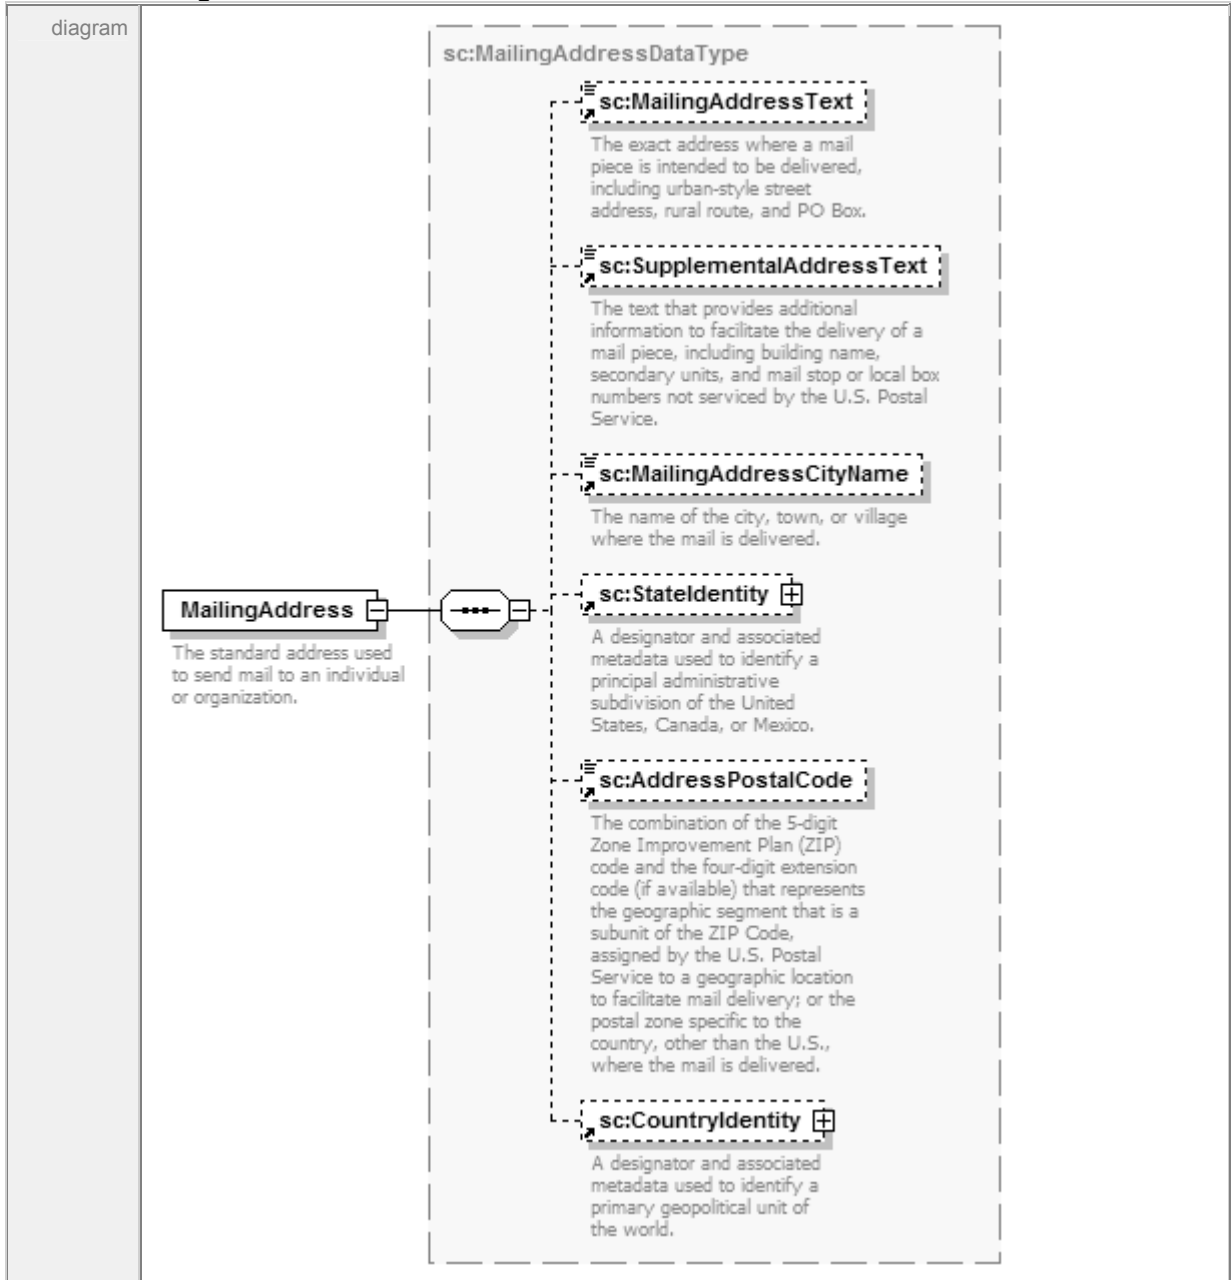 diagram
sc:MailingAddressDataType
sc:MailingAddressText
The exact address where a mail
piece is intended to be delivered,
including urban-style street
address, rural route, and PO Box.
sc:SupplementalAddressText
The text that provides additional
information to facilitate the delivery of a
mail piece, including building name,
secondary units, and mail stop or local box
numbers not serviced by the U.S. Postal
Service.
sc:MailingAddressCityName
The name of the city, town, or village
where the mail is delivered.
MailingAddress
The standard address used
to send mail to an individual
or organization.
sc:StateIdentity
A designator and associated
metadata used to identify a
principal administrative
subdivision of the United
States, Canada, or Mexico.
sc:AddressPostalCode
The combination of the 5-digit
Zone Improvement Plan (ZIP)
code and the four-digit extension
code (if available) that represents
the geographic segment that is a
subunit of the ZIP Code,
assigned by the U.S. Postal
Service to a geographic location
to facilitate mail delivery; or the
postal zone specific to the
country, other than the U.S.,
where the mail is delivered.
sc:CountryIdentity
A designator and associated
metadata used to identify a
primary geopolitical unit of
the world.